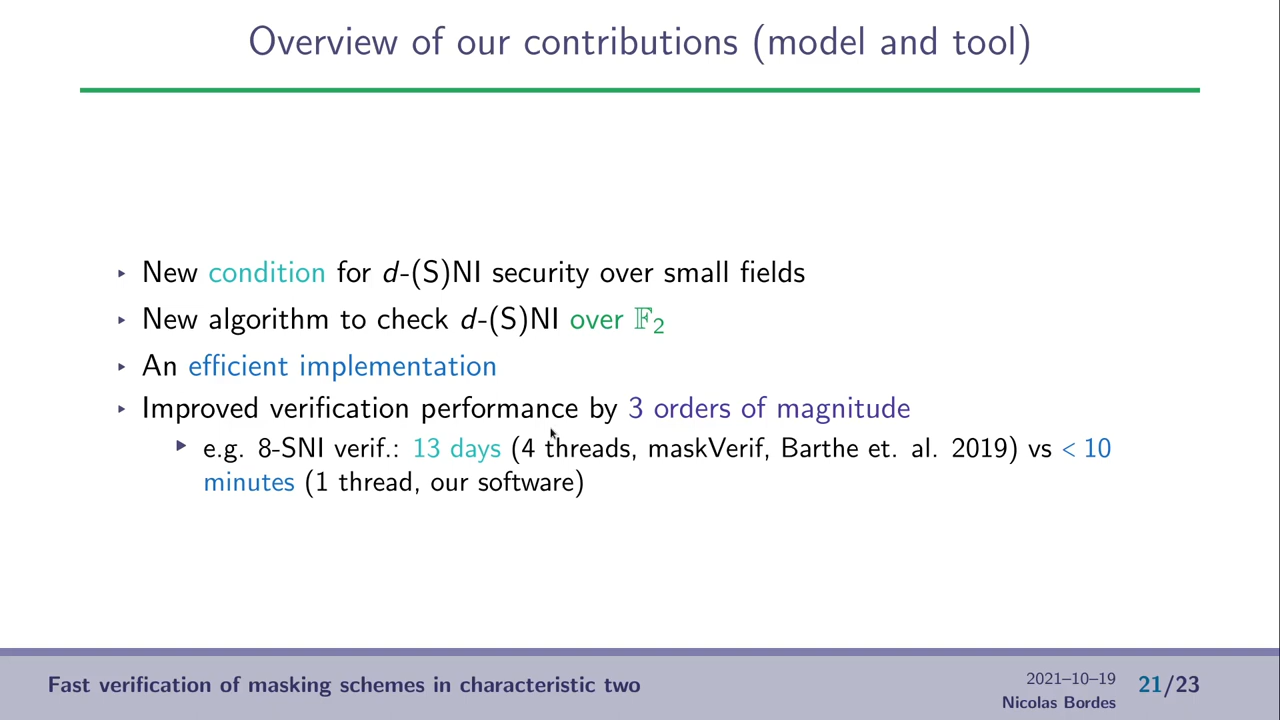 Overview of our contributions (model and tool)
▸ New condition for d-(S)NI security over small fields
▸ New algorithm to check d-(S)NI over 𝔽₂
▸ An efficient implementation
▸ Improved verification performance by 3 orders of magnitude
▸ e.g. 8-SNI verif.: 13 days (4 threads, maskVerif, Barthe et. al. 2019) vs < 10
minutes (1 thread, our software)
Fast verification of masking schemes in characteristic two
2021–10–19
Nicolas Bordes
21/23